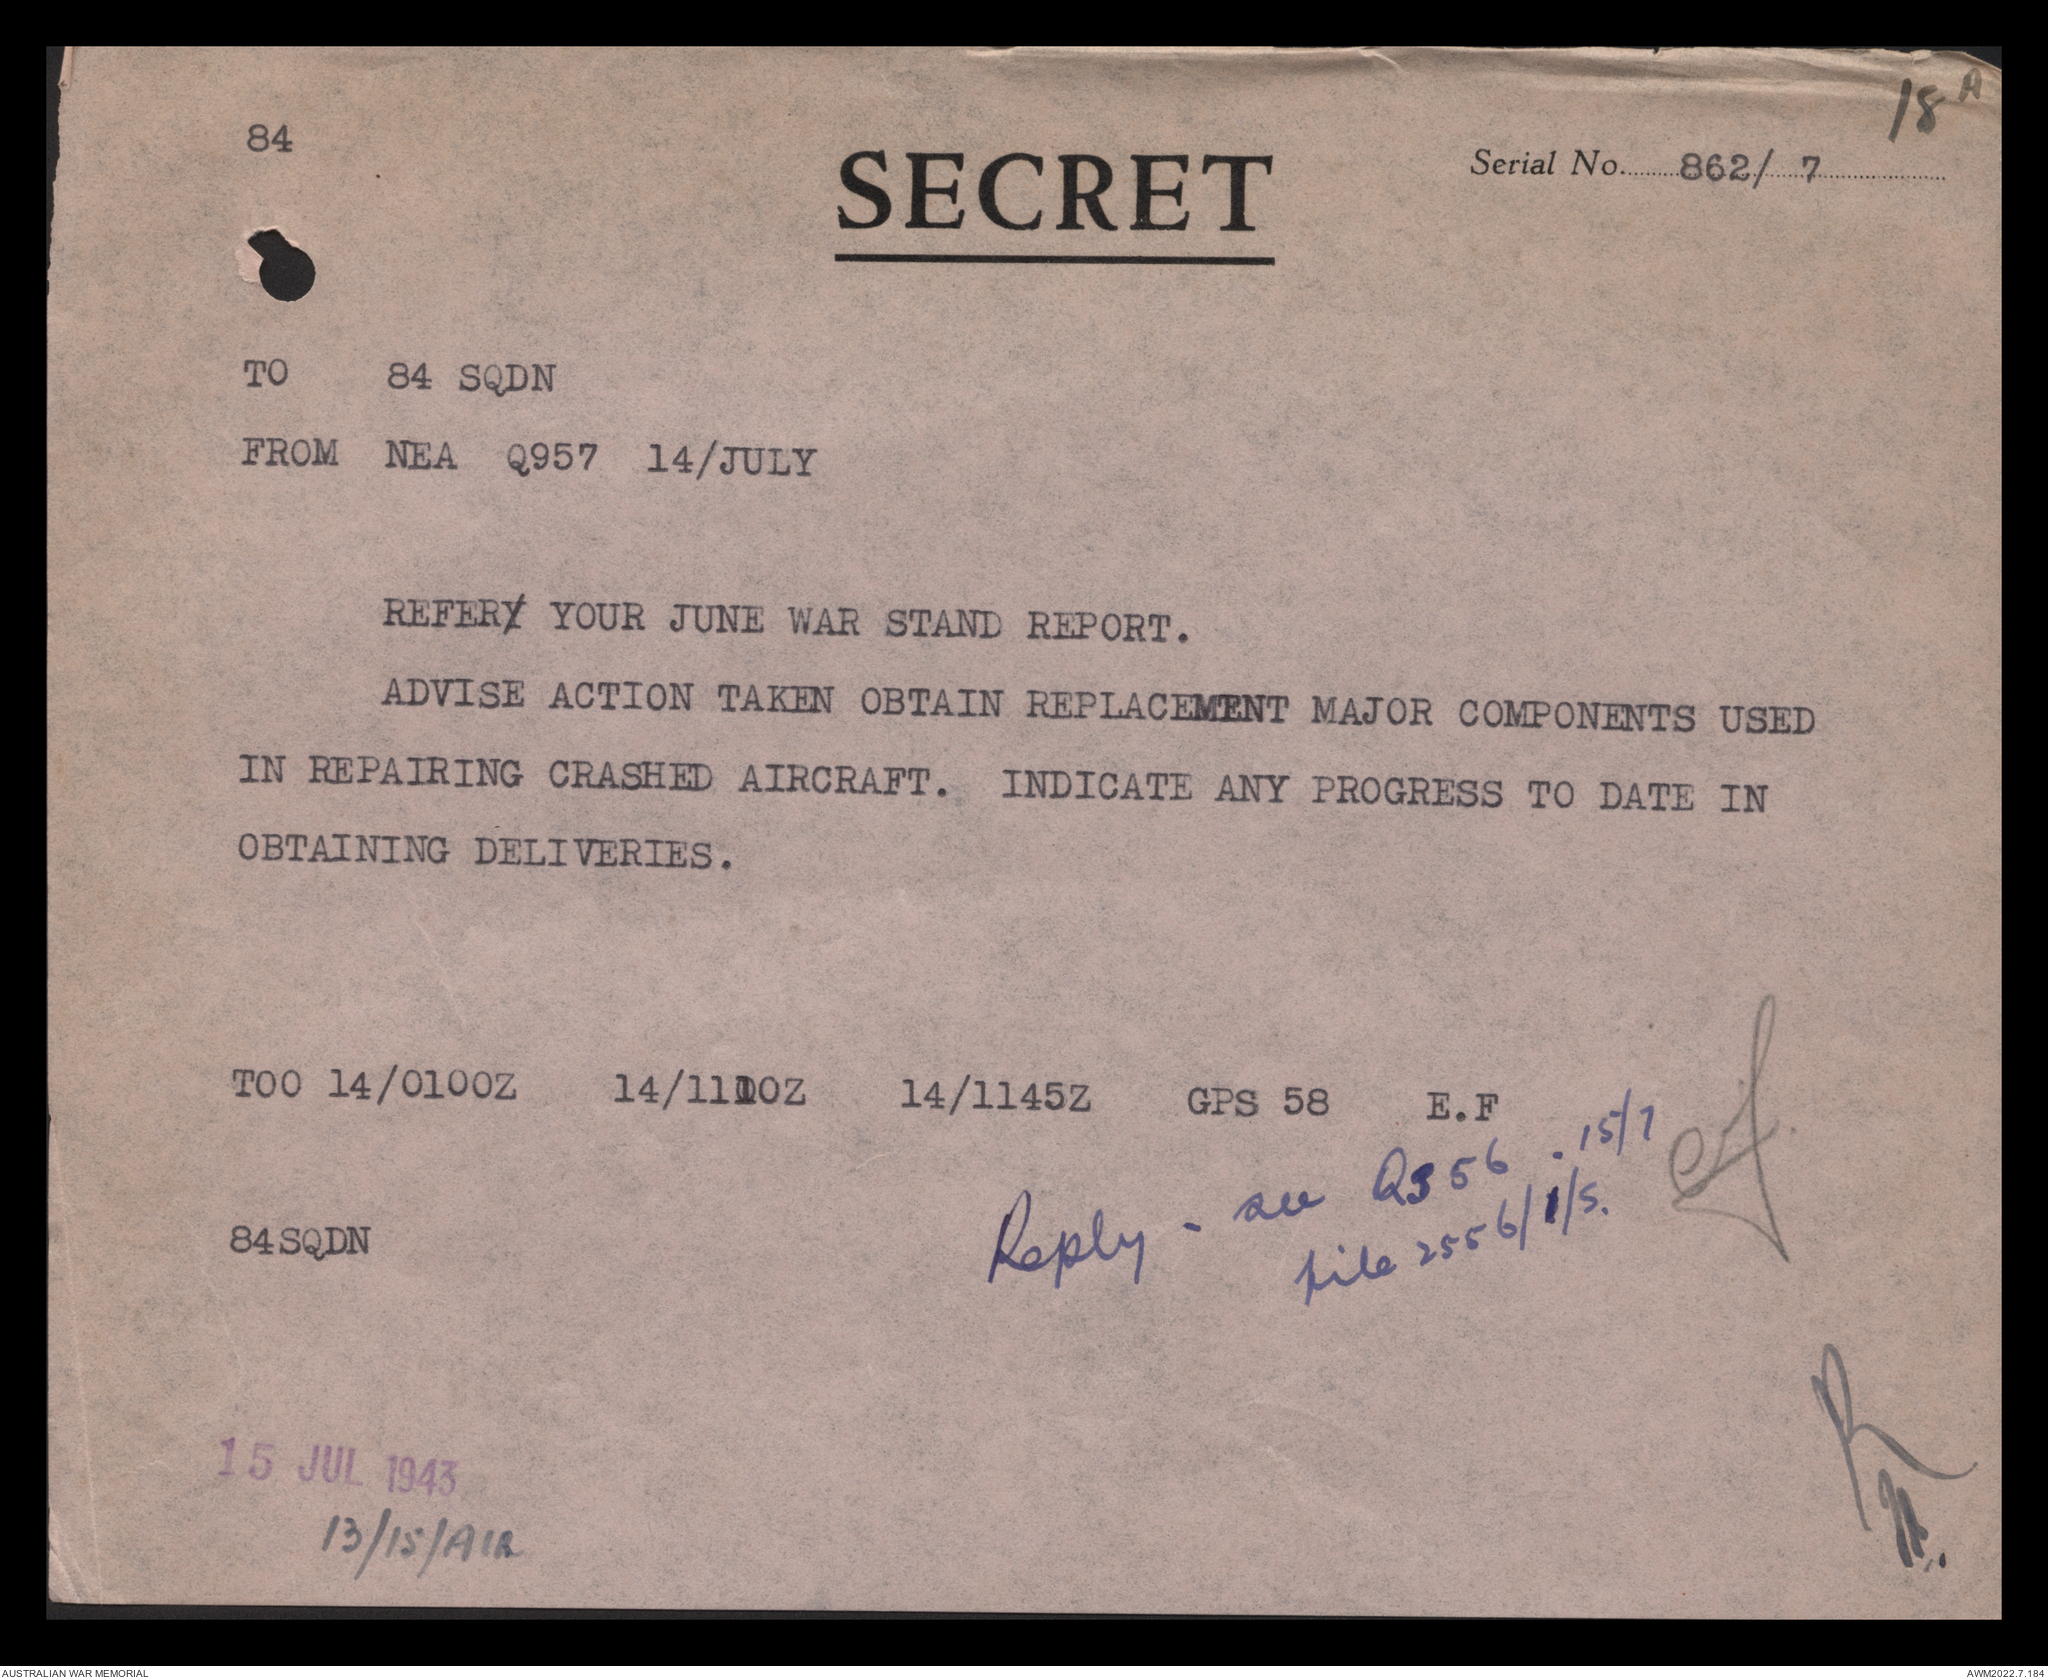 18 A
84
SECRET
Serial No. 862/ 7
TO 84 SQDN
FROM NEA Q957 14/JULY
REFERY YOUR JUNE WAR STAND REPORT.
ADVISE ACTION TAKEN OBTAIN REPLACEMENT MAJOR COMPONENTS USED
IN REPAIRING CRASHED AIRCRAFT. INDICATE ANY PROGRESS TO DATE IN
OBTAINING DELIVERIES.
TOO 14/0100Z 14/1110Z 14/1145Z GPS 58 E.F
Reply - see Q356 . 15/7
file 2556/1/5.
84SQDN
15 JUL 1943
13/15/AIR
AUSTRALIAN WAR MEMORIAL
AWM2022.7.184